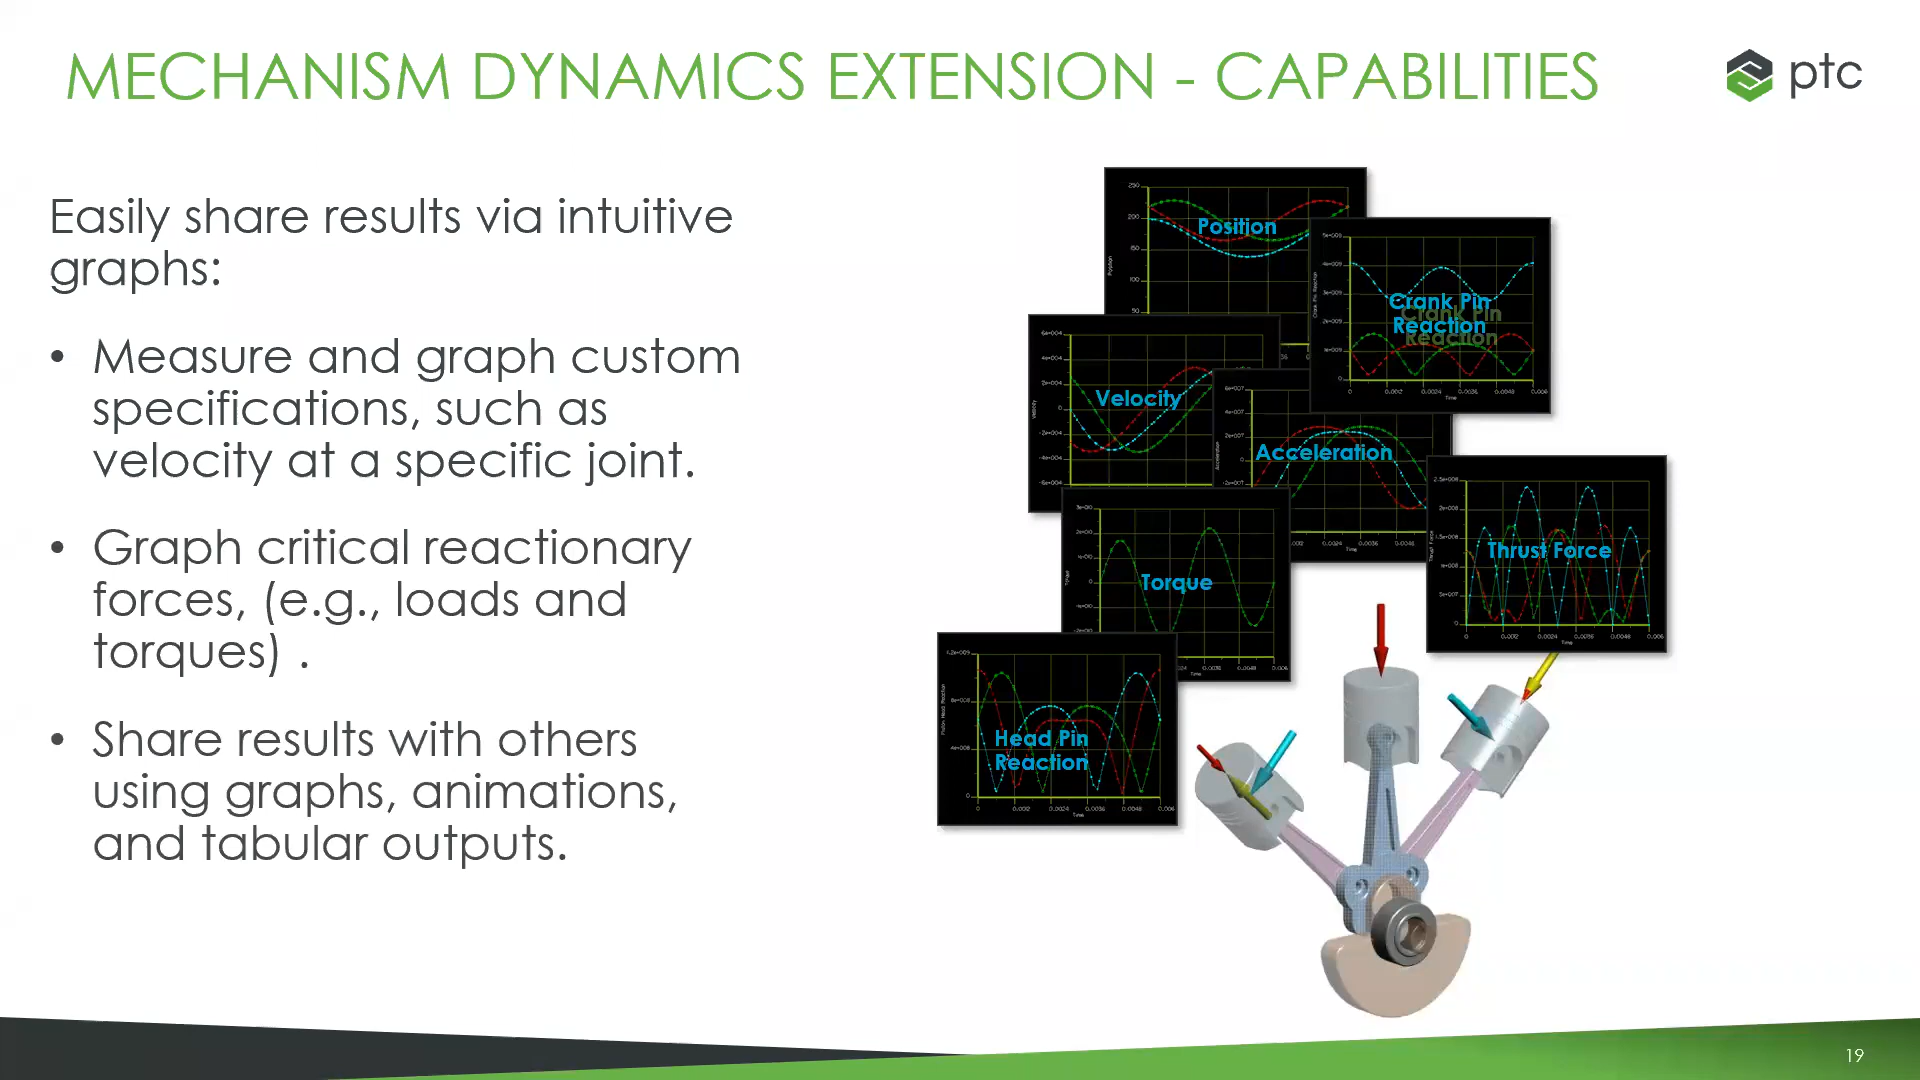 MECHANISM DYNAMICS EXTENSION - CAPABILITIES
ptc
Easily share results via intuitive
graphs:
• Measure and graph custom
specifications, such as
velocity at a specific joint.
• Graph critical reactionary
forces, (e.g., loads and
torques) .
• Share results with others
using graphs, animations,
and tabular outputs.
Position
Crank Pin
Reaction
Velocity
Acceleration
Thrust Force
Torque
Head Pin
Reaction
19